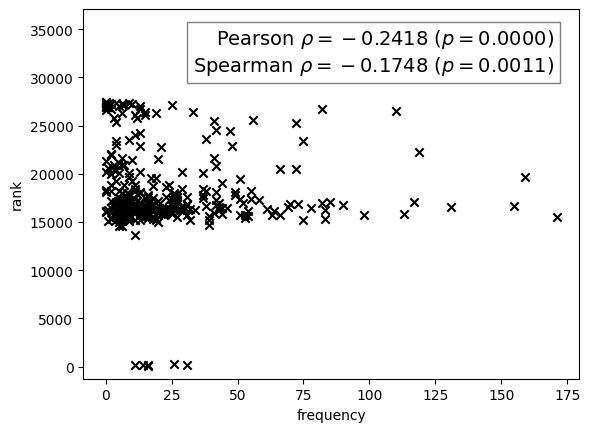 Pearson ρ = −0.2418 (p = 0.0000)
Spearman ρ = −0.1748 (p = 0.0011)
35000
30000
25000
20000
15000
10000
5000
0
rank
0 25 50 75 100 125 150 175
frequency